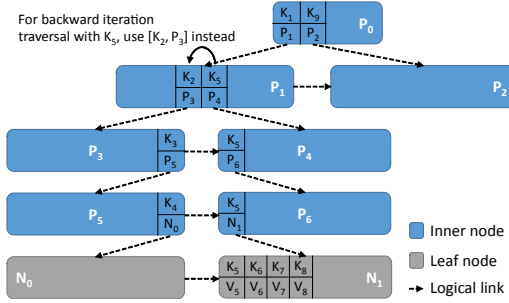 For backward iteration
traversal with K5, use [K2, P3] instead
K1 K9
P1 P2
P0
K2 K5
P3 P4
P1
P2
K3
P5
P3
K5
P6
P4
K4
N0
P5
K5
N1
P6
N0
K5 K6 K7 K8
V5 V6 V7 V8
N1
Inner node
Leaf node
Logical link